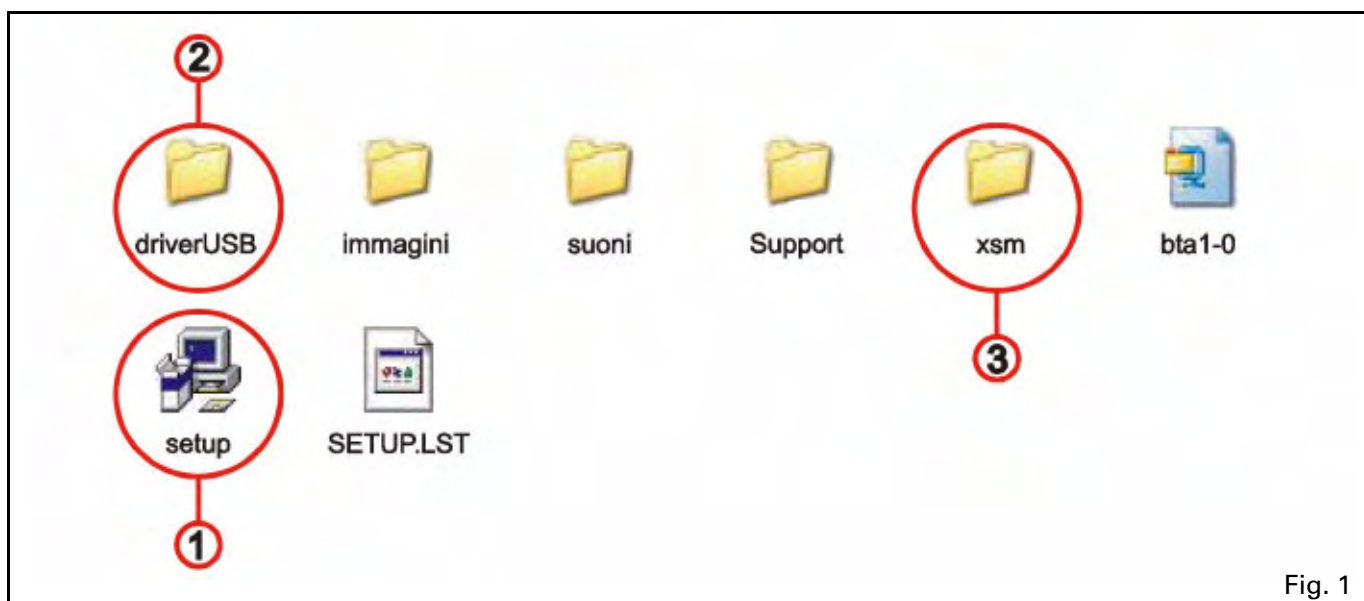 2
driverUSB immagini suoni Support xsm bta1-0
3
setup SETUP.LST
1
Fig. 1